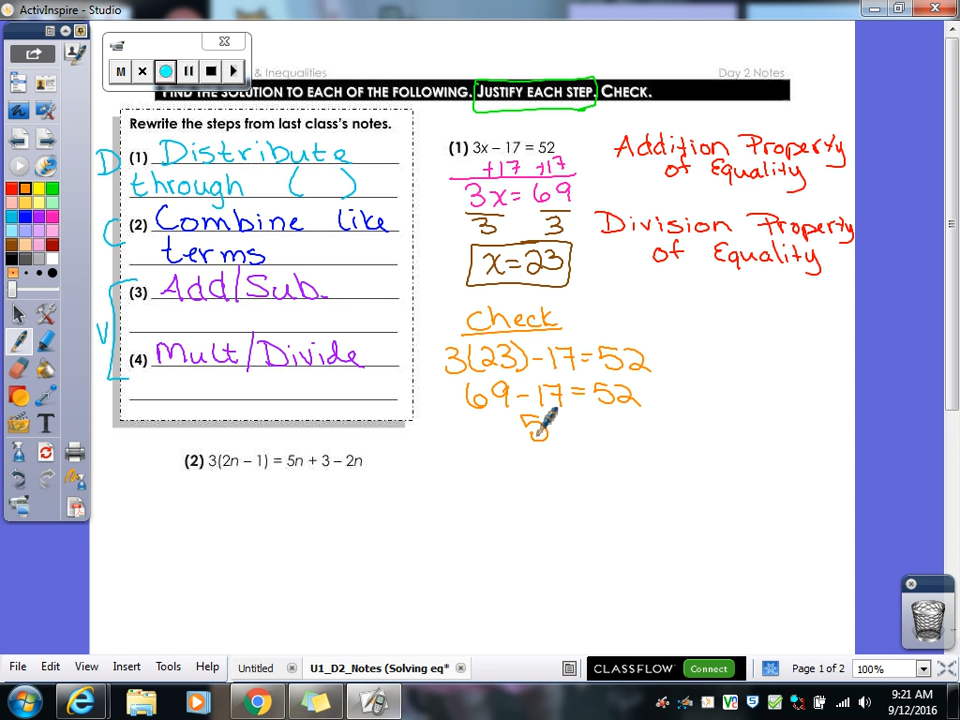 ActivInspire - Studio
& Inequalities
Day 2 Notes
FIND THE SOLUTION TO EACH OF THE FOLLOWING. JUSTIFY EACH STEP. CHECK.
M
Rewrite the steps from last class's notes.
D (1) Distribute
through ( )
C (2) Combine like
terms
V (3) Add/Sub.
(4) Mult/Divide
(1) 3x – 17 = 52
+17 +17
3x = 69
3 3
x = 23
Addition Property
of Equality
Division Property
of Equality
Check
3(23) - 17 = 52
69 - 17 = 52
5
(2) 3(2n – 1) = 5n + 3 – 2n
File Edit View Insert Tools Help
Untitled
U1_D2_Notes (Solving eq*
CLASSFLOW Connect
Page 1 of 2
100%
9:21 AM
9/12/2016